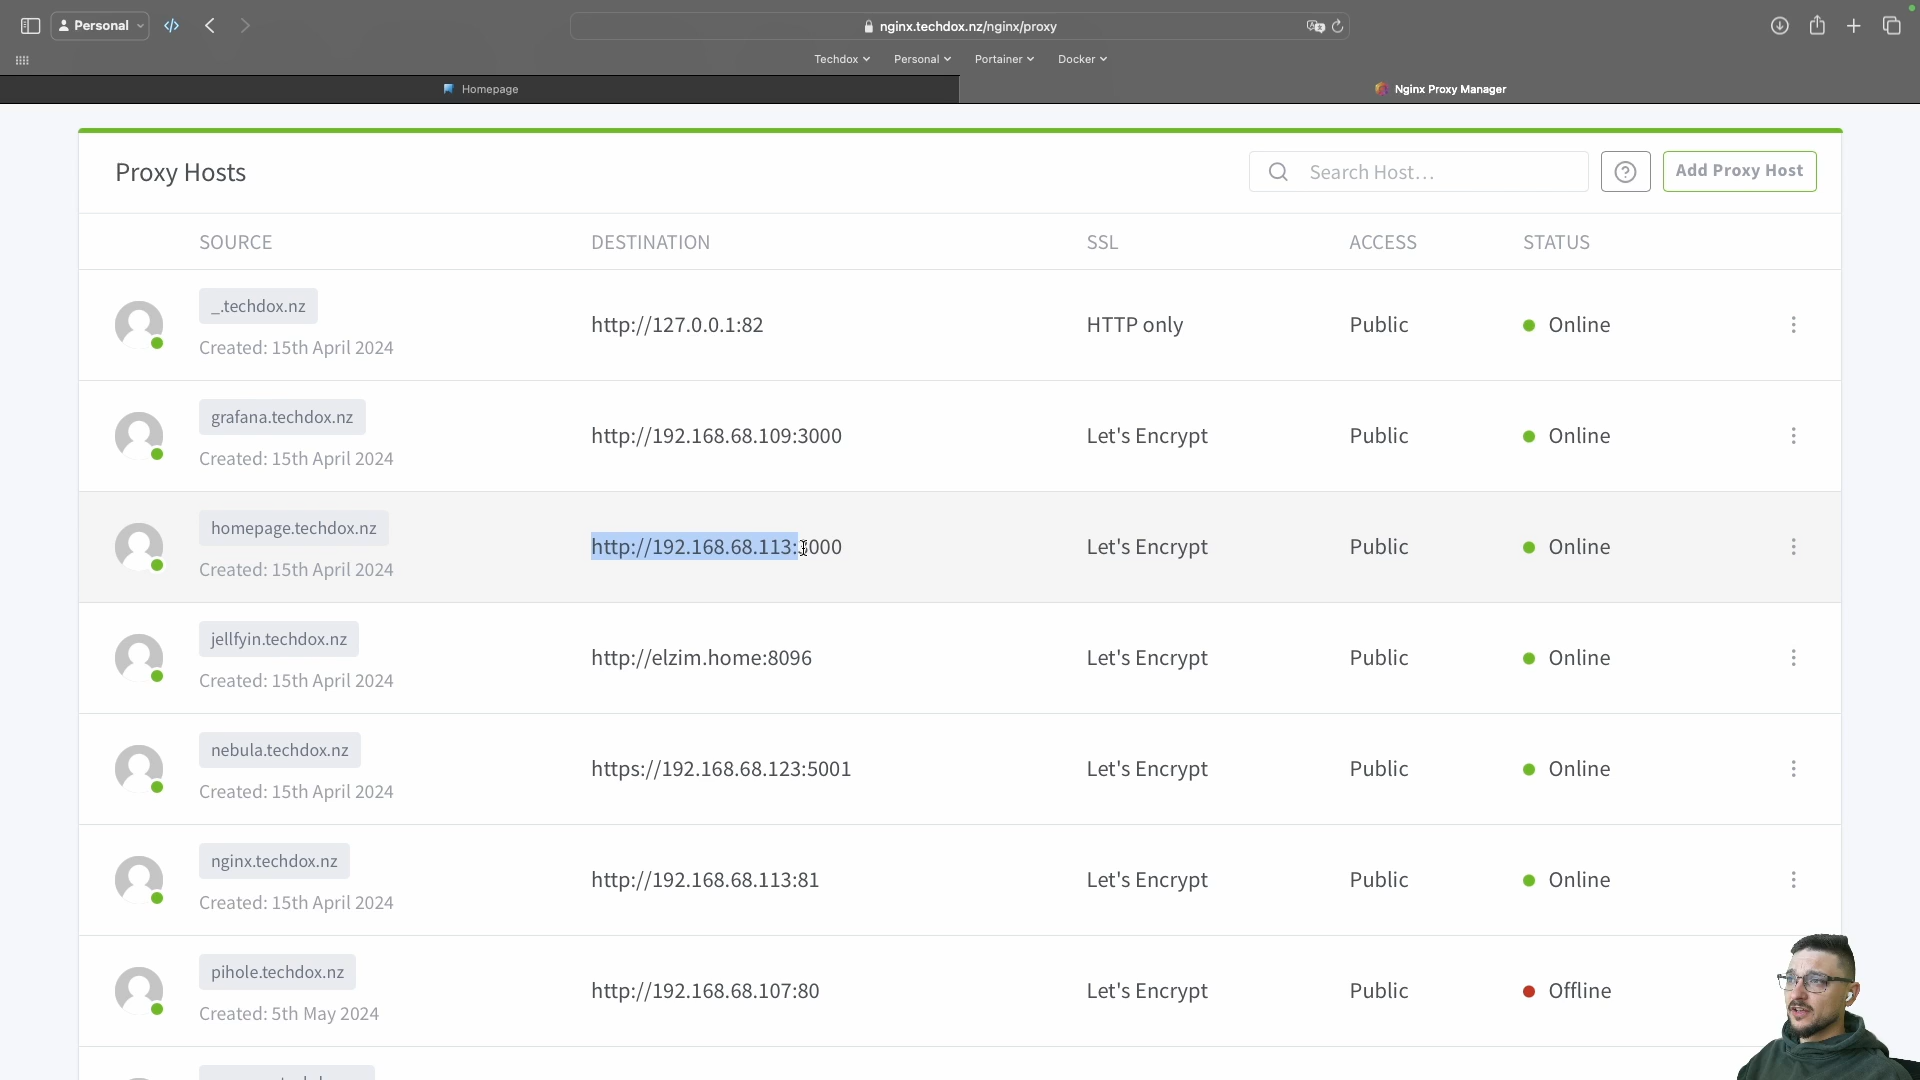 Personal
nginx.techdox.nz/nginx/proxy
Techdox
Personal
Portainer
Docker
Homepage
Nginx Proxy Manager
Proxy Hosts
Search Host…
Add Proxy Host
SOURCE
DESTINATION
SSL
ACCESS
STATUS
_.techdox.nz
Created: 15th April 2024
http://127.0.0.1:82
HTTP only
Public
Online
grafana.techdox.nz
Created: 15th April 2024
http://192.168.68.109:3000
Let's Encrypt
Public
Online
homepage.techdox.nz
Created: 15th April 2024
http://192.168.68.113:3000
Let's Encrypt
Public
Online
jellfyin.techdox.nz
Created: 15th April 2024
http://elzim.home:8096
Let's Encrypt
Public
Online
nebula.techdox.nz
Created: 15th April 2024
https://192.168.68.123:5001
Let's Encrypt
Public
Online
nginx.techdox.nz
Created: 15th April 2024
http://192.168.68.113:81
Let's Encrypt
Public
Online
pihole.techdox.nz
Created: 5th May 2024
http://192.168.68.107:80
Let's Encrypt
Public
Offline